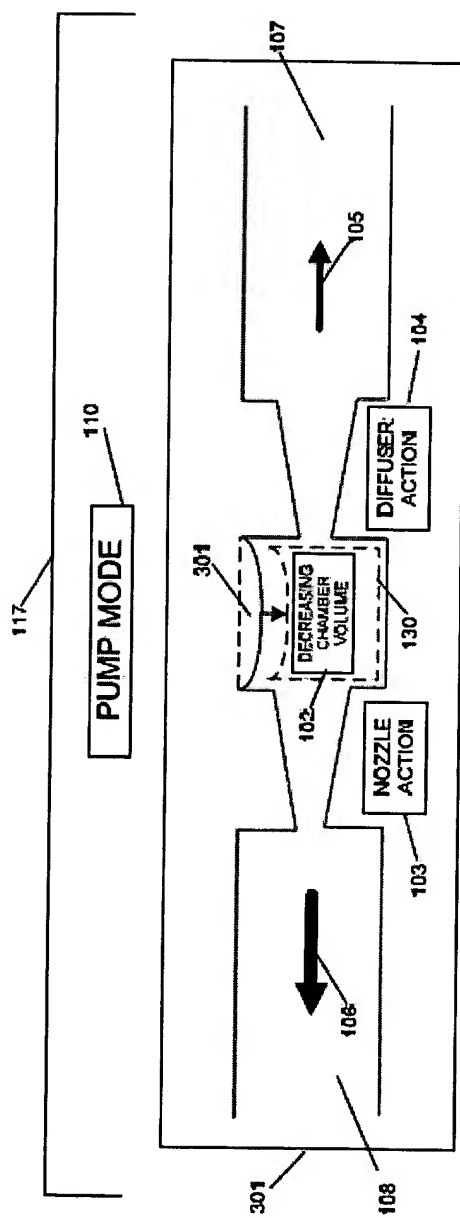 117
PUMP MODE
110
301
DECREASING
CHAMBER
VOLUME
102
130
NOZZLE
ACTION
103
DIFFUSER
ACTION
104
105
107
106
108
301